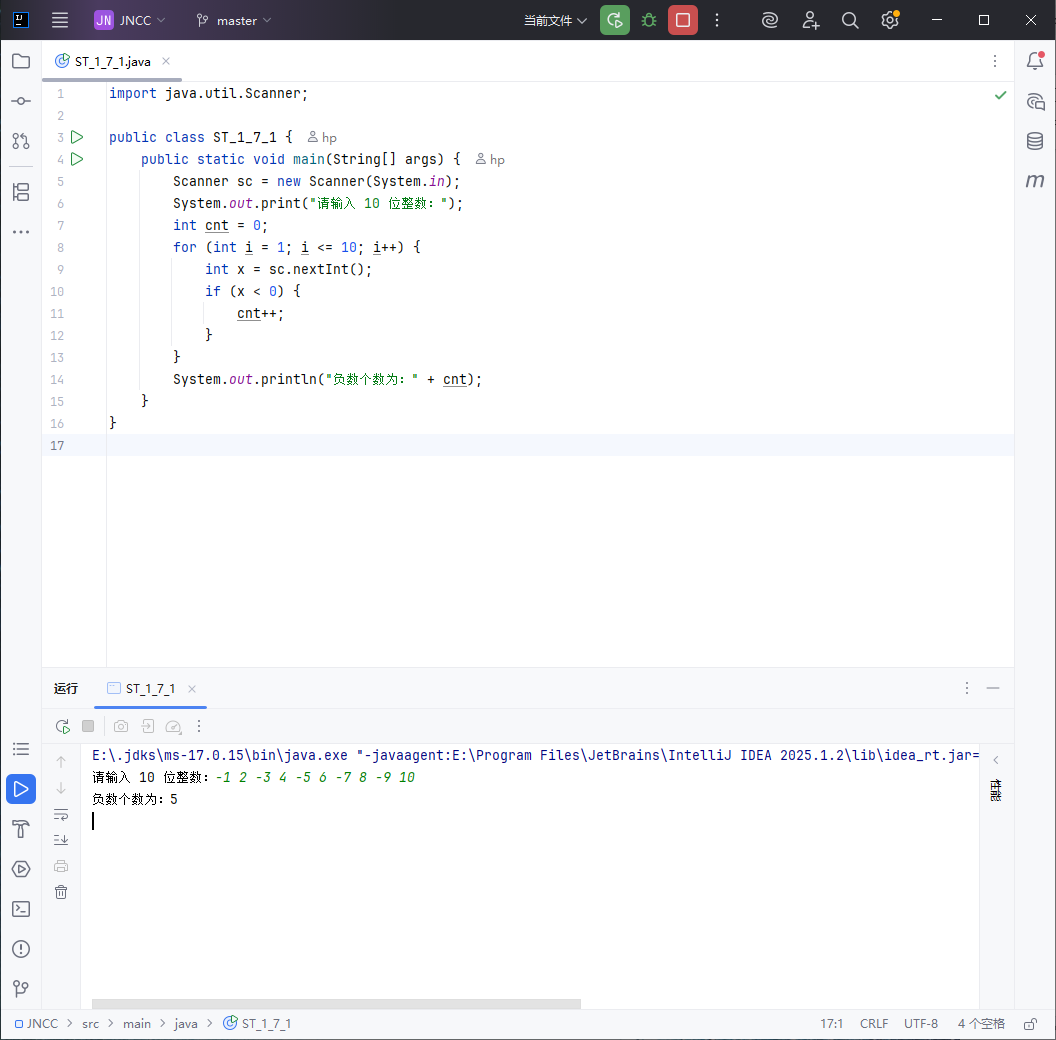 JN JNCC master 当前文件
ST_1_7_1.java
1 import java.util.Scanner;
2
3 public class ST_1_7_1 { hp
4 public static void main(String[] args) { hp
5 Scanner sc = new Scanner(System.in);
6 System.out.print("请输入 10 位整数：");
7 int cnt = 0;
8 for (int i = 1; i <= 10; i++) {
9 int x = sc.nextInt();
10 if (x < 0) {
11 cnt++;
12 }
13 }
14 System.out.println("负数个数为：" + cnt);
15 }
16 }
17
运行 ST_1_7_1
E:\.jdks\ms-17.0.15\bin\java.exe "-javaagent:E:\Program Files\JetBrains\IntelliJ IDEA 2025.1.2\lib\idea_rt.jar=
请输入 10 位整数：-1 2 -3 4 -5 6 -7 8 -9 10
负数个数为：5
性能
m
JNCC > src > main > java > ST_1_7_1 17:1 CRLF UTF-8 4 个空格